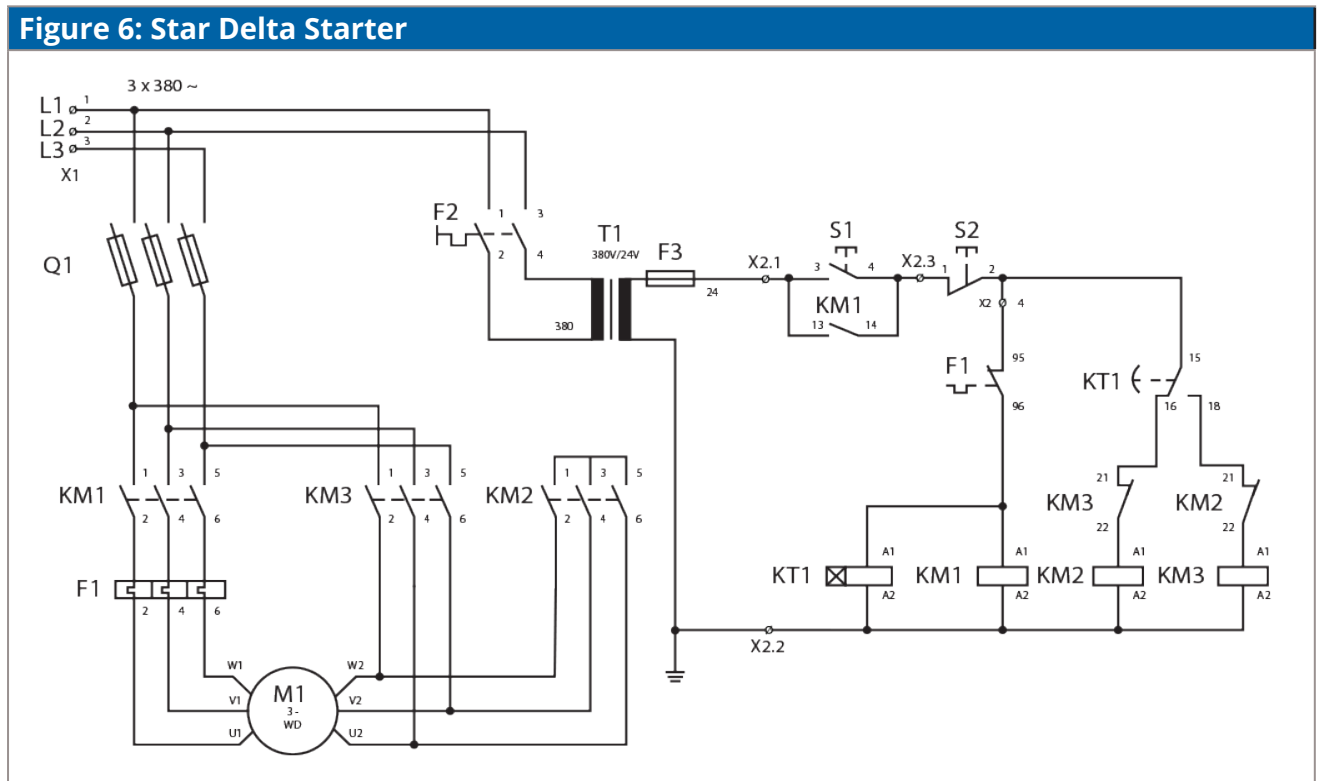 Figure 6: Star Delta Starter
3 x 380 ~
L1 1
L2 2
L3 3
X1
Q1
F2
1 3
2 4
T1
380V/24V
380
F3
24
X2.1
S1
3 4
KM1
13 14
X2.3
S2
1 2
X2 4
F1
95
96
KT1
15
16 18
KM1
1 3 5
2 4 6
KM3
1 3 5
2 4 6
KM2
1 3 5
2 4 6
KM3
21
22
KM2
21
22
KT1
A1
A2
KM1
A1
A2
KM2
A1
A2
KM3
A1
A2
F1
2 4 6
X2.2
W1
V1
U1
M1
3 -
WD
W2
V2
U2